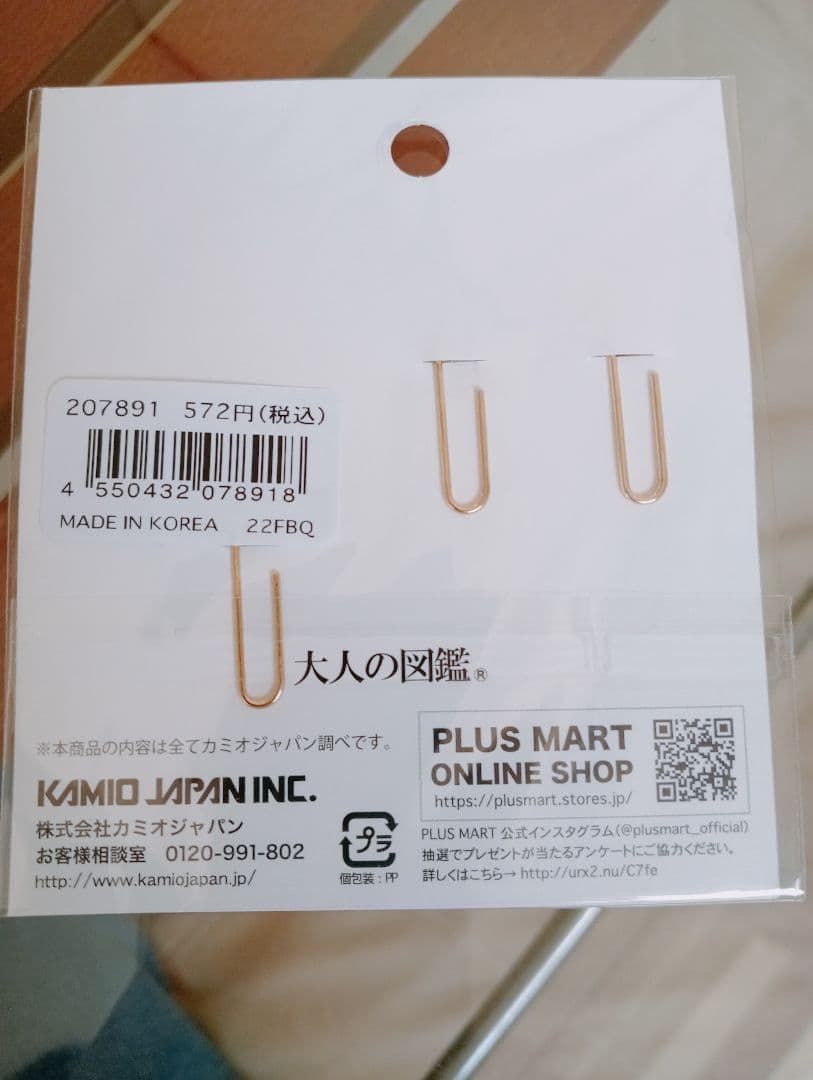 207891 572円(税込)
4 550432 078918
MADE IN KOREA 22FBQ
大人の図鑑®
※本商品の内容は全てカミオジャパン調べです。
KAMIO JAPAN INC.
株式会社カミオジャパン
お客様相談室 0120-991-802
http://www.kamiojapan.jp/
プラ
個包装:PP
PLUS MART
ONLINE SHOP
https://plusmart.stores.jp/
PLUS MART 公式インスタグラム(@plusmart_official)
抽選でプレゼントが当たるアンケートにご協力ください。
詳しくはこちら→ http://urx2.nu/C7fe